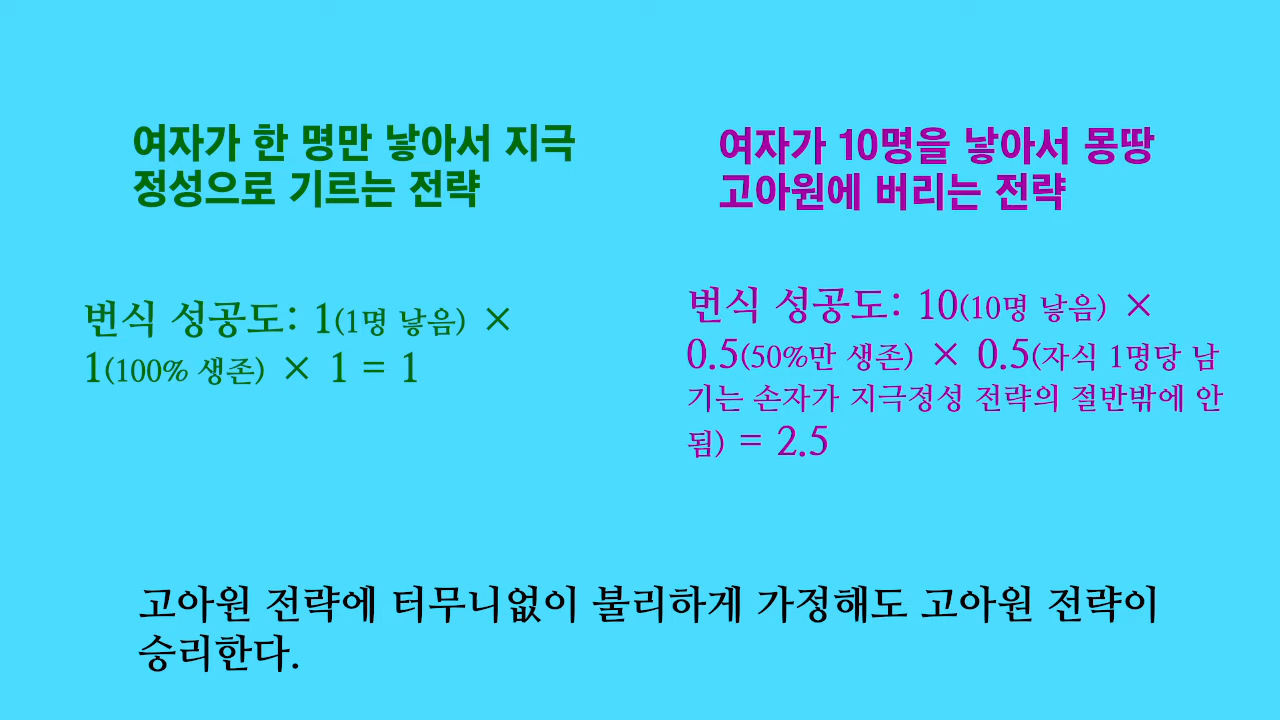 여자가 한 명만 낳아서 지극
정성으로 기르는 전략
번식 성공도: 1(1명 낳음) ×
1(100% 생존) × 1 = 1
여자가 10명을 낳아서 몽땅
고아원에 버리는 전략
번식 성공도: 10(10명 낳음) ×
0.5(50%만 생존) × 0.5(자식 1명당 남
기는 손자가 지극정성 전략의 절반밖에 안
됨) = 2.5
고아원 전략에 터무니없이 불리하게 가정해도 고아원 전략이
승리한다.